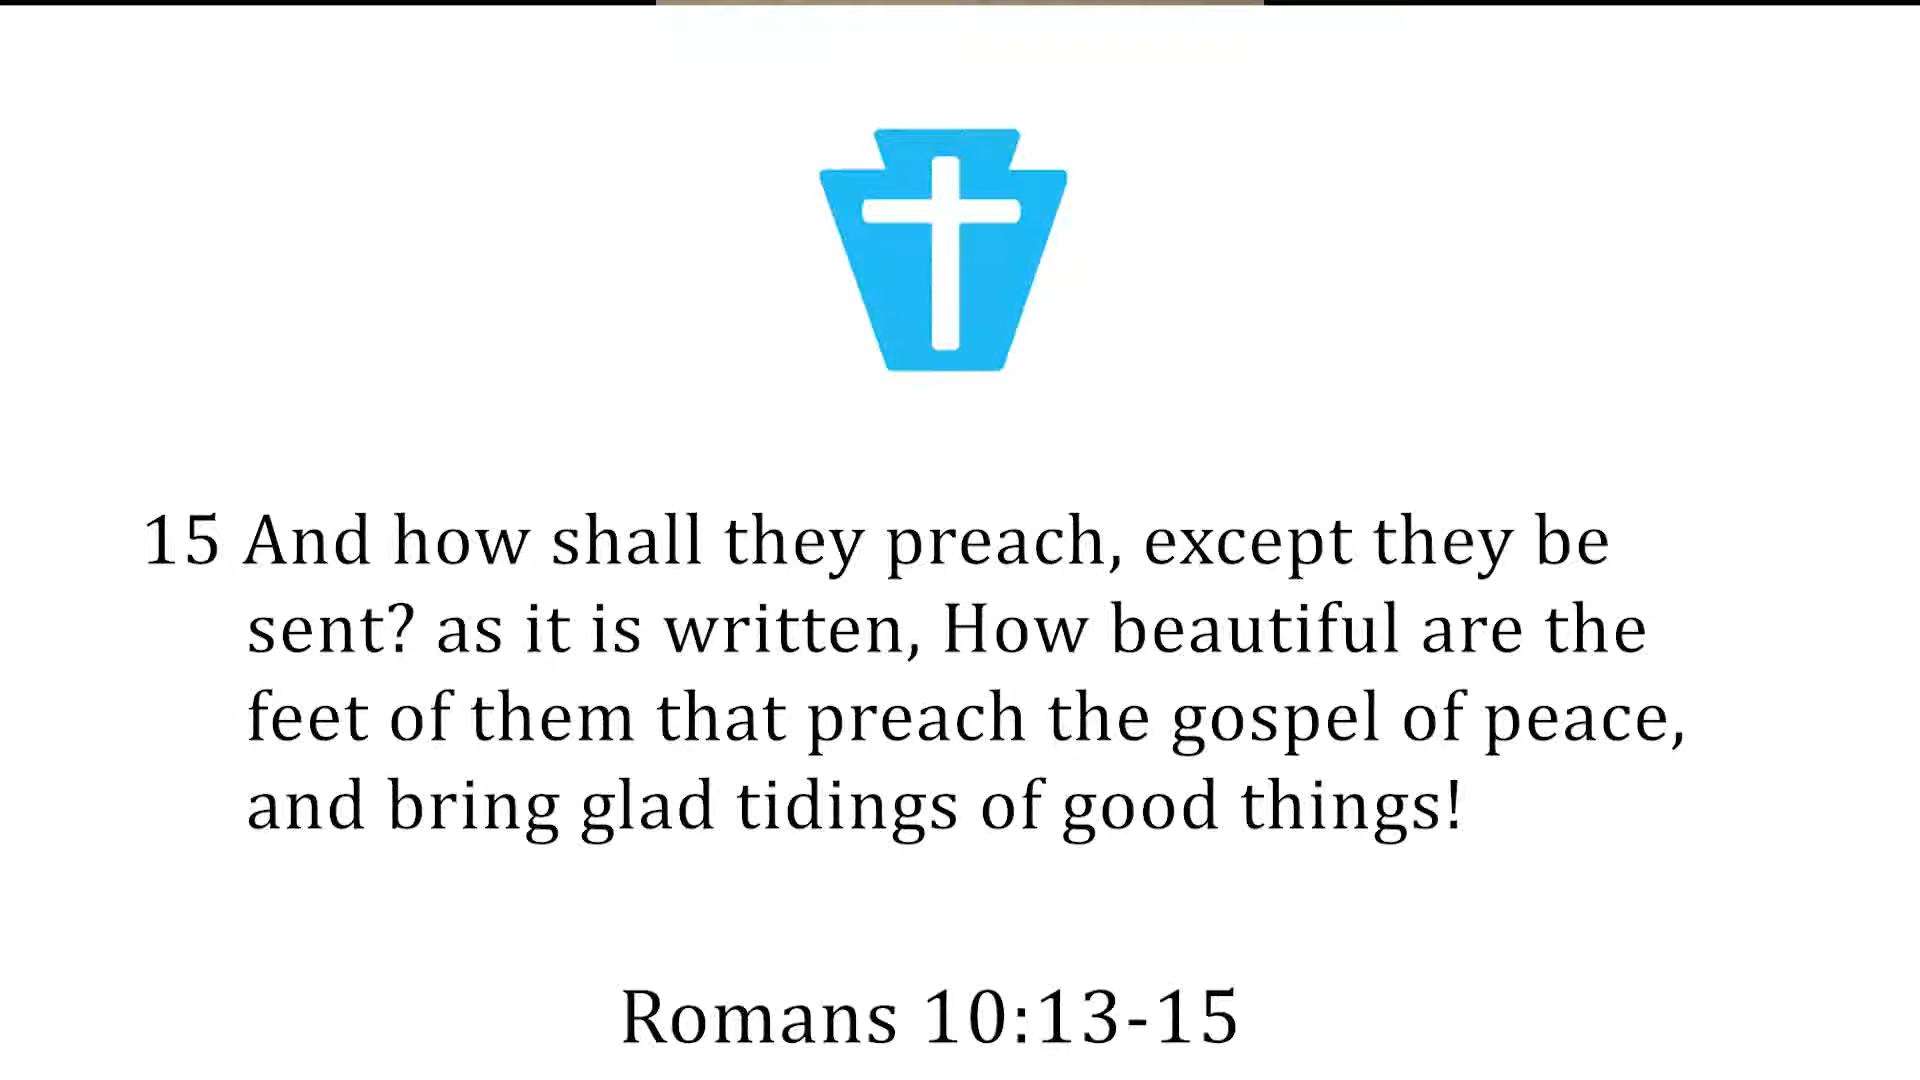 15 And how shall they preach, except they be
sent? as it is written, How beautiful are the
feet of them that preach the gospel of peace,
and bring glad tidings of good things!
Romans 10:13-15